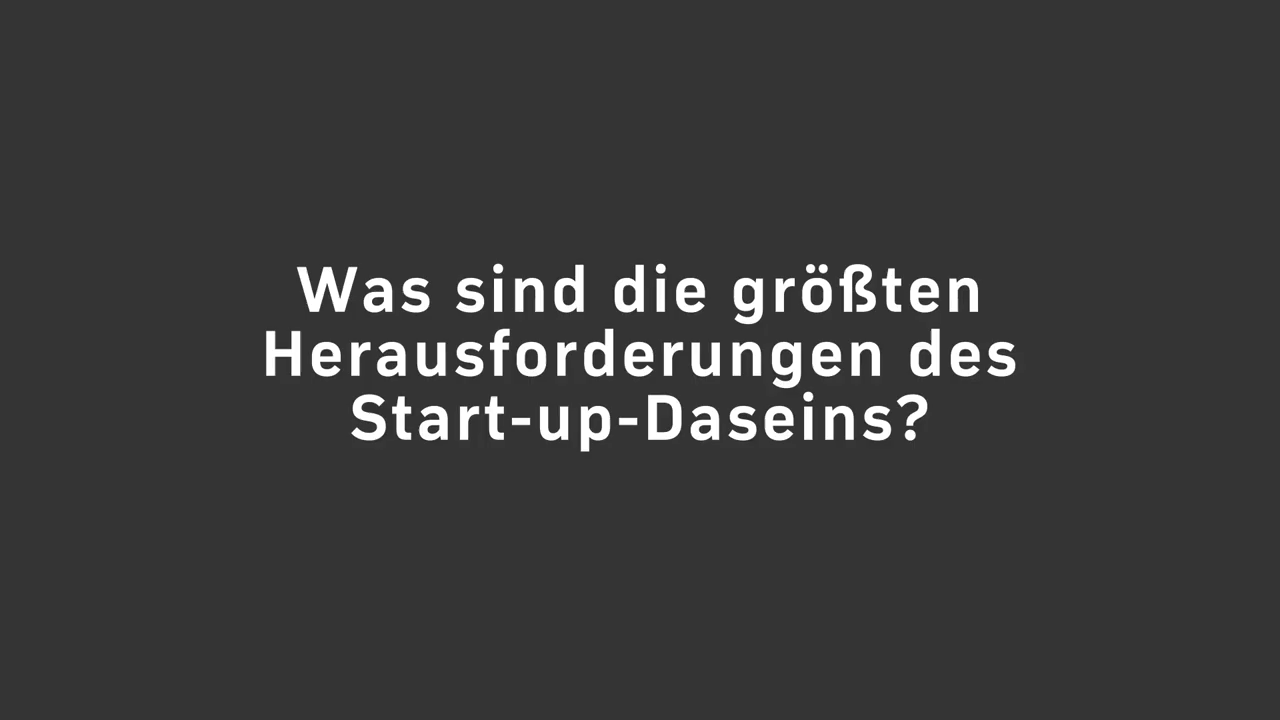 Was sind die größten
Herausforderungen des
Start-up-Daseins?